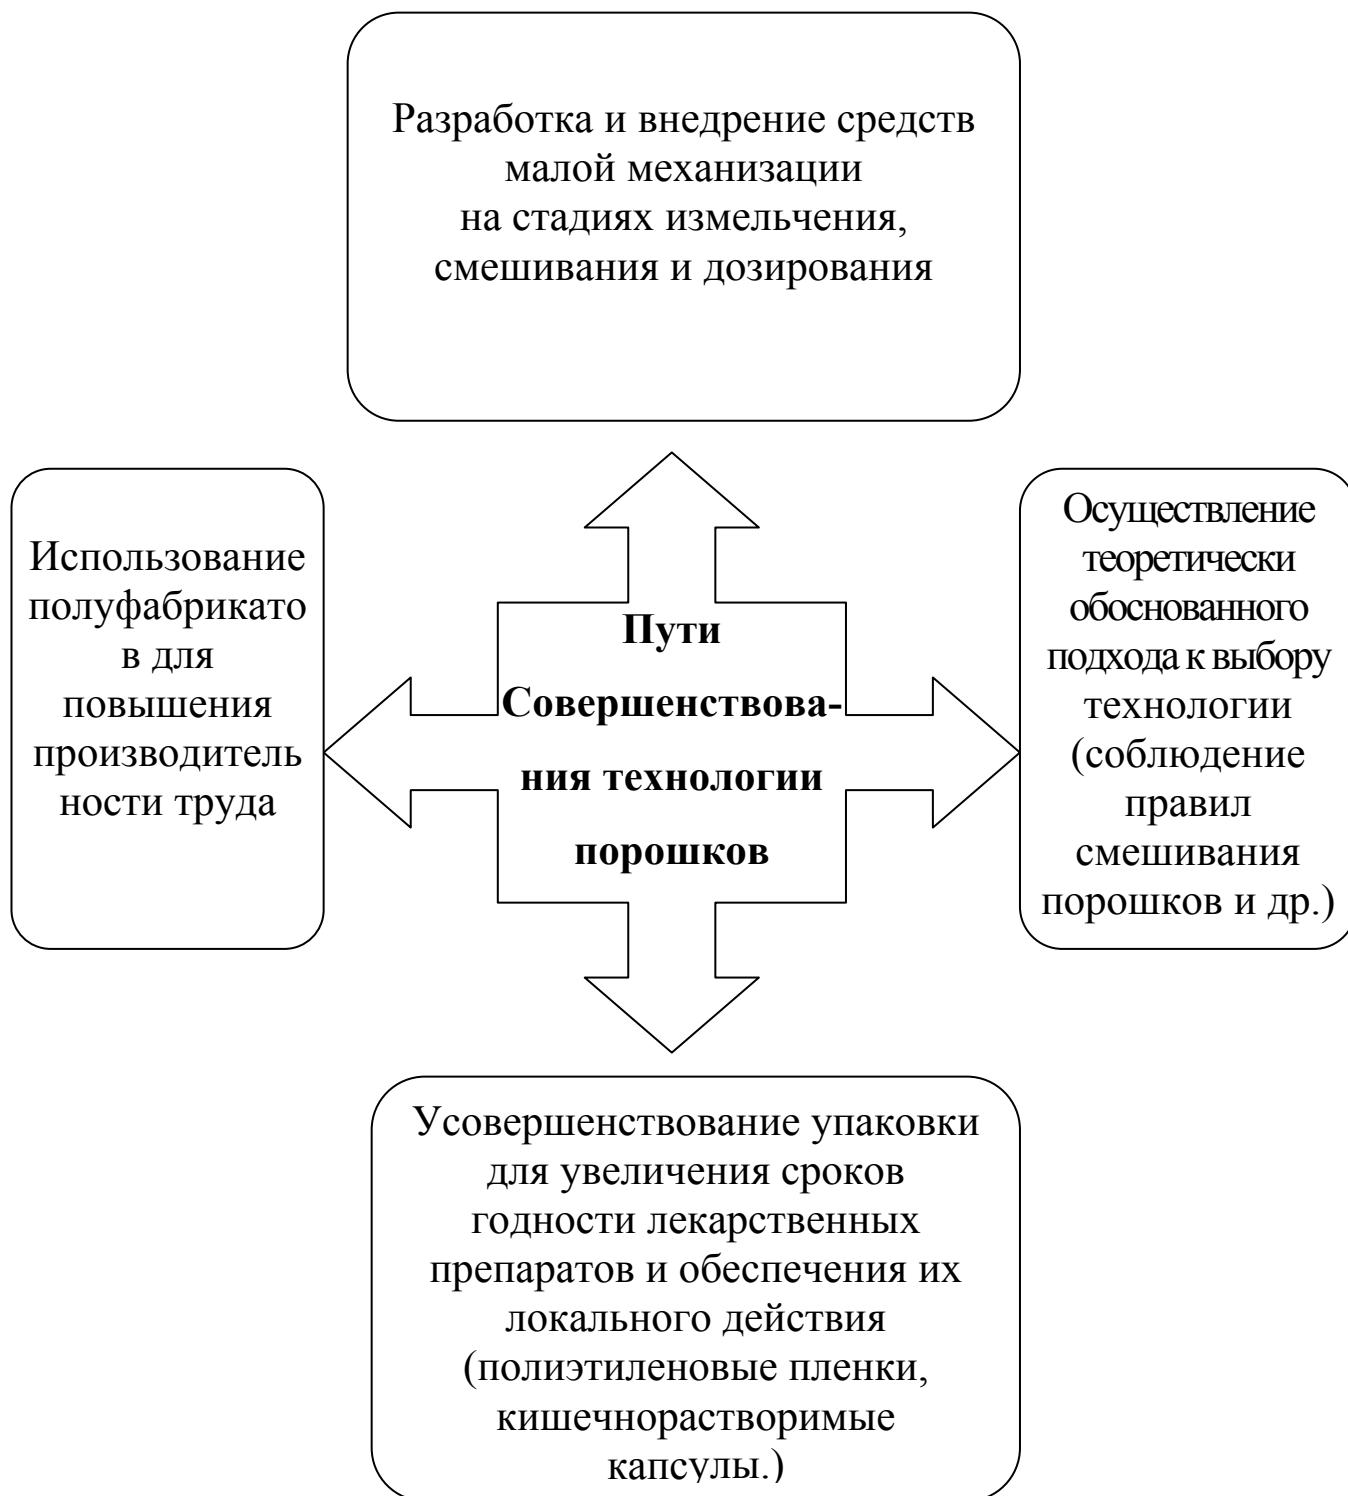 Разработка и внедрение средств
малой механизации
на стадиях измельчения,
смешивания и дозирования
Использование
полуфабрикато
в для
повышения
производитель
ности труда
Пути
Совершенствова-
ния технологии
порошков
Осуществление
теоретически
обоснованного
подхода к выбору
технологии
(соблюдение
правил
смешивания
порошков и др.)
Усовершенствование упаковки
для увеличения сроков
годности лекарственных
препаратов и обеспечения их
локального действия
(полиэтиленовые пленки,
кишечнорастворимые
капсулы.)